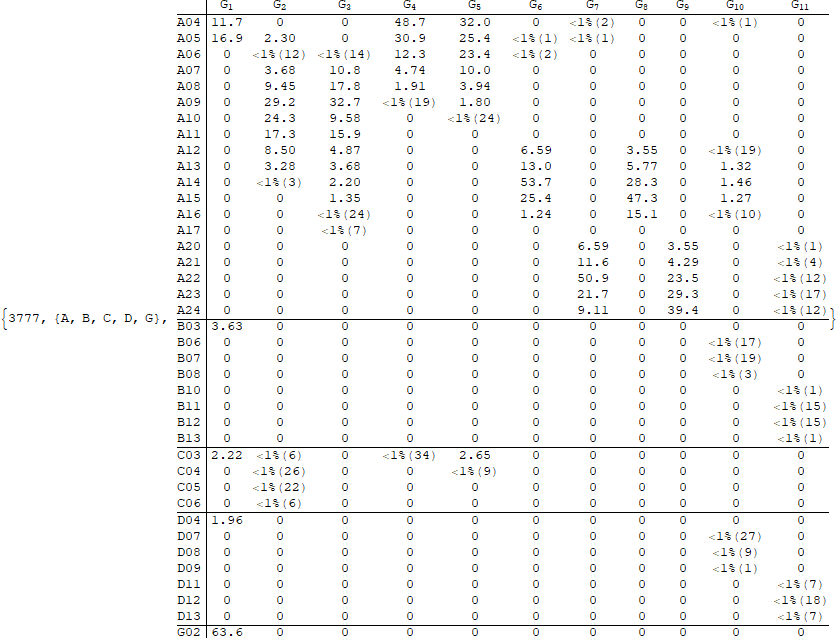 G1 G2 G3 G4 G5 G6 G7 G8 G9 G10 G11
A04 11.7 0 0 48.7 32.0 0 <1%(2) 0 0 <1%(1) 0
A05 16.9 2.30 0 30.9 25.4 <1%(1) <1%(1) 0 0 0 0
A06 0 <1%(12) <1%(14) 12.3 23.4 <1%(2) 0 0 0 0 0
A07 0 3.68 10.8 4.74 10.0 0 0 0 0 0 0
A08 0 9.45 17.8 1.91 3.94 0 0 0 0 0 0
A09 0 29.2 32.7 <1%(19) 1.80 0 0 0 0 0 0
A10 0 24.3 9.58 0 <1%(24) 0 0 0 0 0 0
A11 0 17.3 15.9 0 0 0 0 0 0 0 0
A12 0 8.50 4.87 0 0 6.59 0 3.55 0 <1%(19) 0
A13 0 3.28 3.68 0 0 13.0 0 5.77 0 1.32 0
A14 0 <1%(3) 2.20 0 0 53.7 0 28.3 0 1.46 0
A15 0 0 1.35 0 0 25.4 0 47.3 0 1.27 0
A16 0 0 <1%(24) 0 0 1.24 0 15.1 0 <1%(10) 0
A17 0 0 <1%(7) 0 0 0 0 0 0 0 0
A20 0 0 0 0 0 0 6.59 0 3.55 0 <1%(1)
A21 0 0 0 0 0 0 11.6 0 4.29 0 <1%(4)
A22 0 0 0 0 0 0 50.9 0 23.5 0 <1%(12)
A23 0 0 0 0 0 0 21.7 0 29.3 0 <1%(17)
{3777, {A, B, C, D, G}, A24 0 0 0 0 0 0 9.11 0 39.4 0 <1%(12) }
B03 3.63 0 0 0 0 0 0 0 0 0 0
B06 0 0 0 0 0 0 0 0 0 <1%(17) 0
B07 0 0 0 0 0 0 0 0 0 <1%(19) 0
B08 0 0 0 0 0 0 0 0 0 <1%(3) 0
B10 0 0 0 0 0 0 0 0 0 0 <1%(1)
B11 0 0 0 0 0 0 0 0 0 0 <1%(15)
B12 0 0 0 0 0 0 0 0 0 0 <1%(15)
B13 0 0 0 0 0 0 0 0 0 0 <1%(1)
C03 2.22 <1%(6) 0 <1%(34) 2.65 0 0 0 0 0 0
C04 0 <1%(26) 0 0 <1%(9) 0 0 0 0 0 0
C05 0 <1%(22) 0 0 0 0 0 0 0 0 0
C06 0 <1%(6) 0 0 0 0 0 0 0 0 0
D04 1.96 0 0 0 0 0 0 0 0 0 0
D07 0 0 0 0 0 0 0 0 0 <1%(27) 0
D08 0 0 0 0 0 0 0 0 0 <1%(9) 0
D09 0 0 0 0 0 0 0 0 0 <1%(1) 0
D11 0 0 0 0 0 0 0 0 0 0 <1%(7)
D12 0 0 0 0 0 0 0 0 0 0 <1%(18)
D13 0 0 0 0 0 0 0 0 0 0 <1%(7)
G02 63.6 0 0 0 0 0 0 0 0 0 0